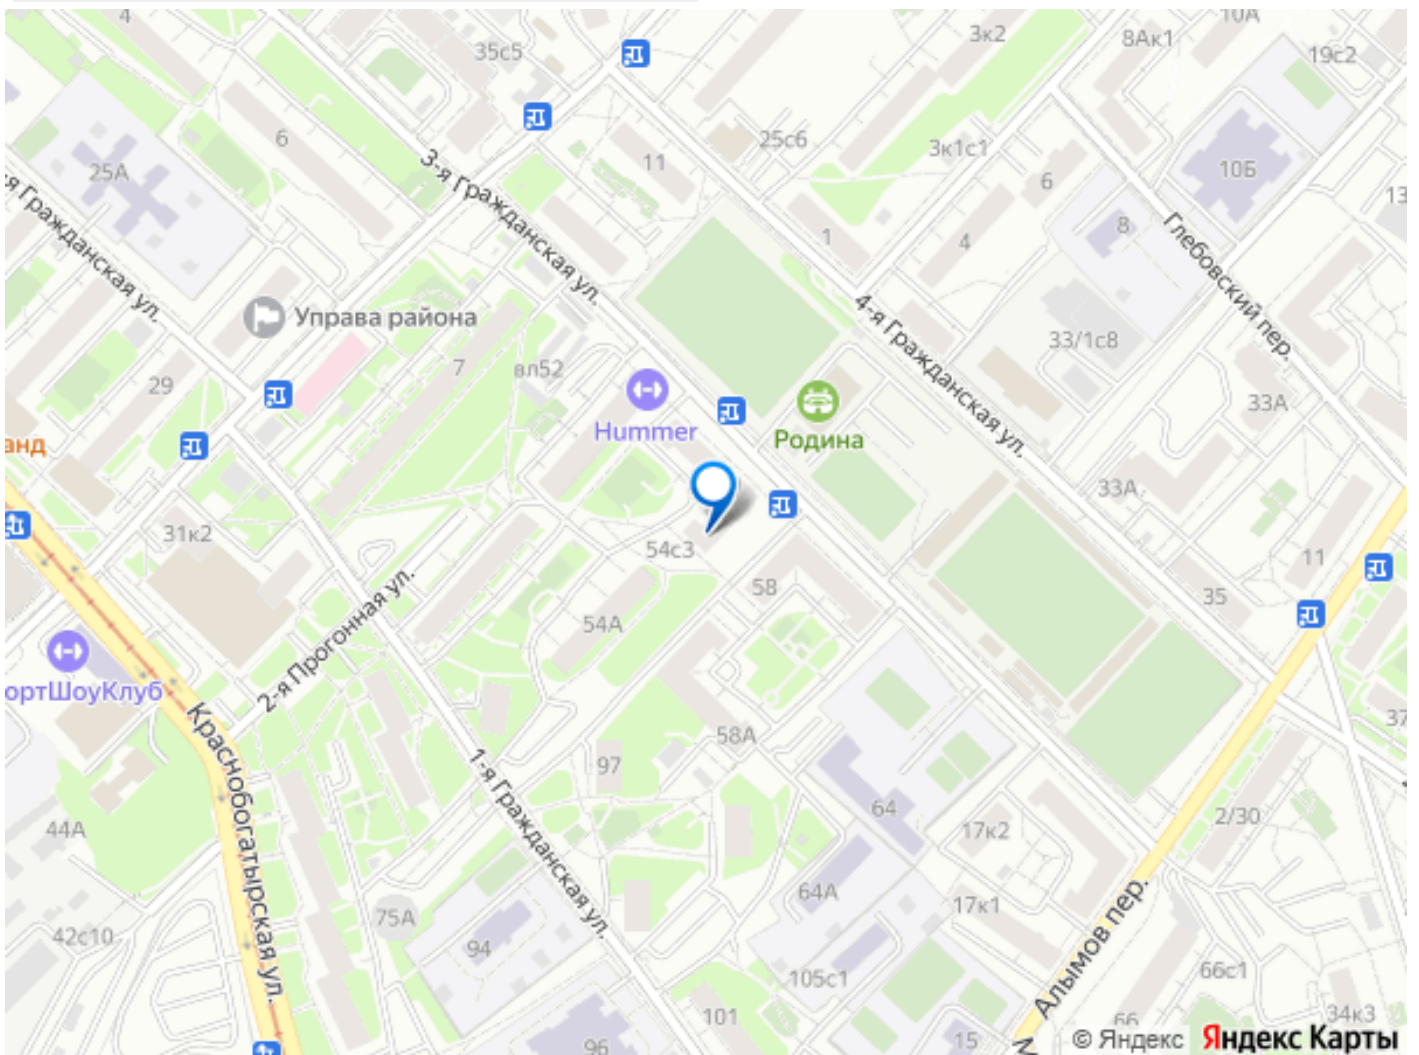 4
35с5
3к2
10А
8Ак1
19с2
6
3-я Гражданская ул.
11
25с6
3к1с1
6
10Б
25А
13
8
1
4
Глебовский пер.
я Гражданская ул.
Управа района
4-я Гражданская ул.
33/1с8
7
вл52
29
Hummer
Родина
33А
анд
33А
31к2
54с3
11
58
35
2-я Прогонная ул.
54А
ортШоуКлуб
37
Краснобогатырская ул.
58А
97
1-я Гражданская ул.
64
17к2
2/30
44А
64А
17к1
Алымов пер.
75А
94
42с10
105с1
66с1
101
66
34к3
М
96
15
© Яндекс Яндекс Карты